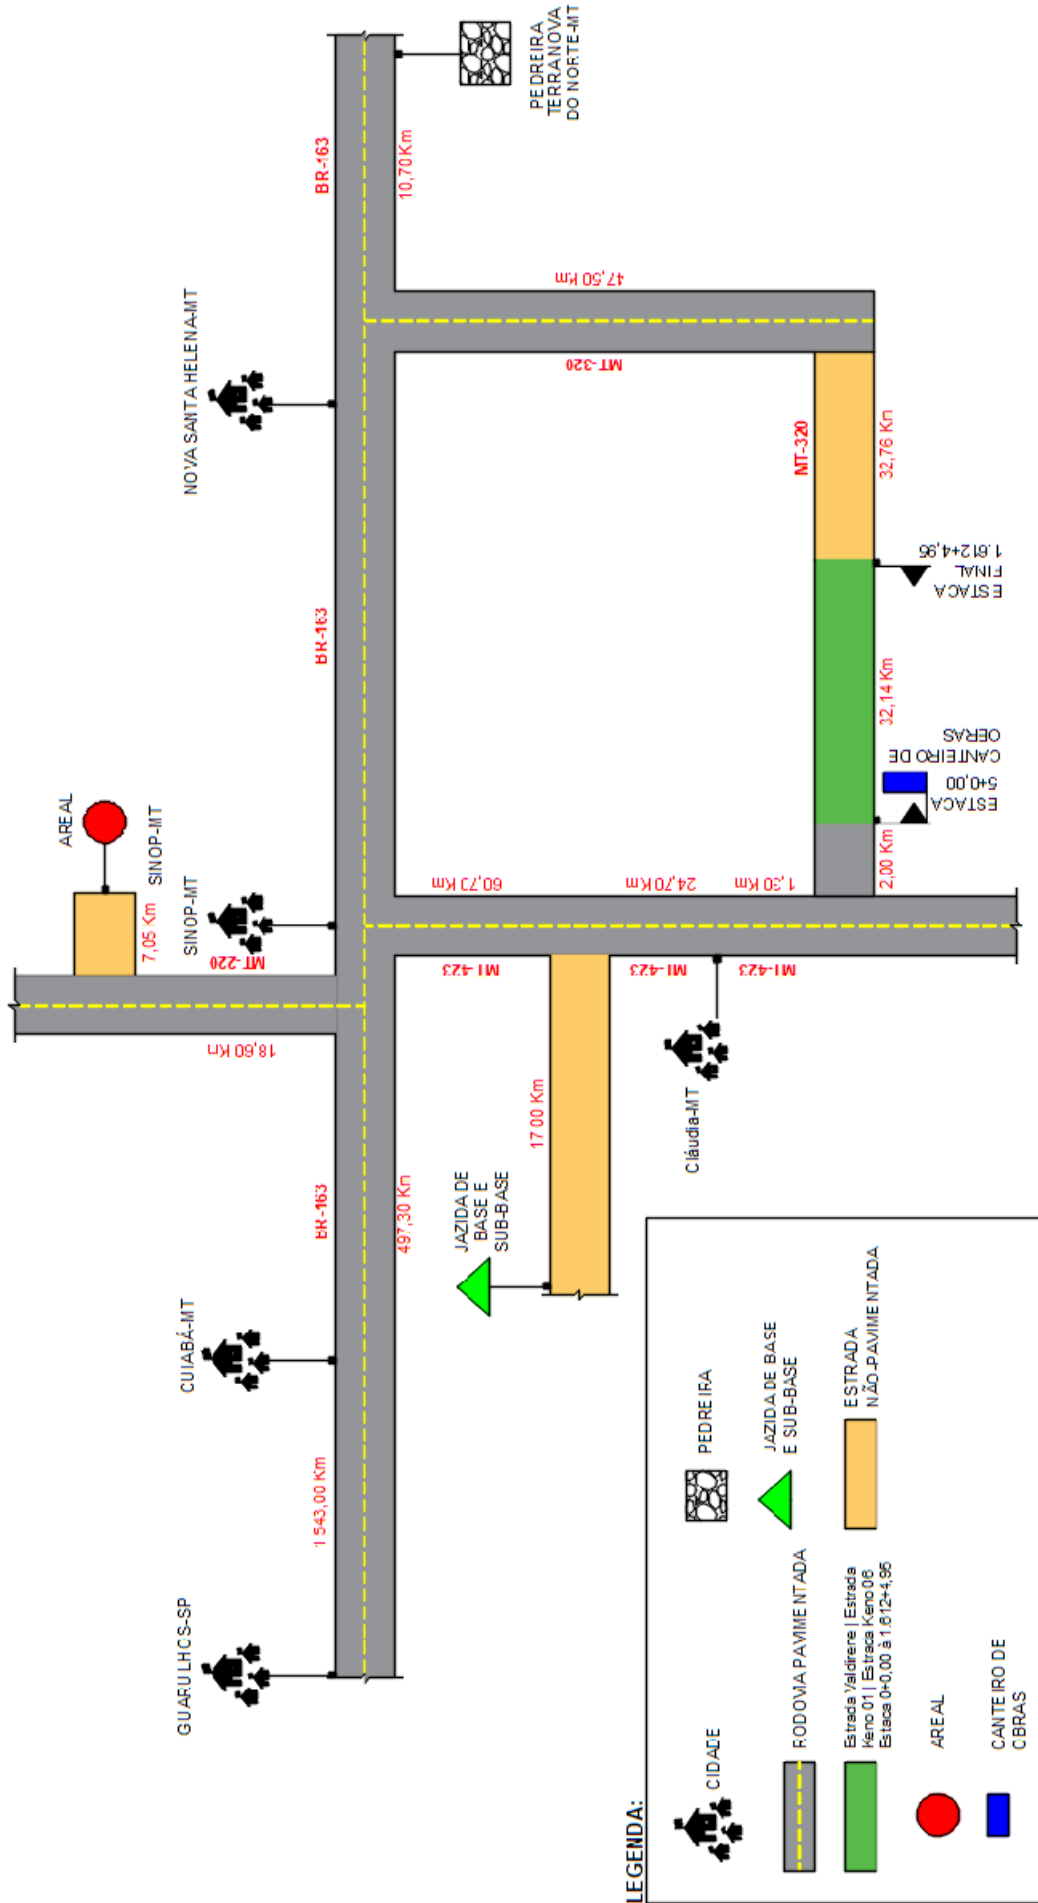 GUARULHOS-SP
CUIABÁ-MT
SINOP-MT
AREAL
SINOP-MT
NOVA SANTA HELENA-MT
1543,00 Km
BR-163
18,60 Km
MT-220
7,05 Km
BR-163
BR-163
497,30 Km
10,70 Km
PEDREIRA
TERRANOVA
DO NORTE-MT
JAZIDA DE
BASE E
SUB-BASE
17 00 Km
MT-423
MT-423
MT-423
60,70 Km
24,70 Km
1,30 Km
Cláudia-MT
47,50 Km
MT-320
MT-320
2,00 Km
32,14 Km
32,76 Km
ESTACA
5+0,00
CANTEIRO DE
OBRAS
ESTACA
FINAL
1.612+4,95
LEGENDA:
CIDADE
PEDREIRA
RODOVIA PAVIMENTADA
JAZIDA DE BASE
E SUB-BASE
Estrada Valdirene | Estrada
Keno 01 | Estrada Keno 06
Estaca 0+0,00 à 1.612+4,95
ESTRADA
NÃO-PAVIMENTADA
AREAL
CANTEIRO DE
OBRAS